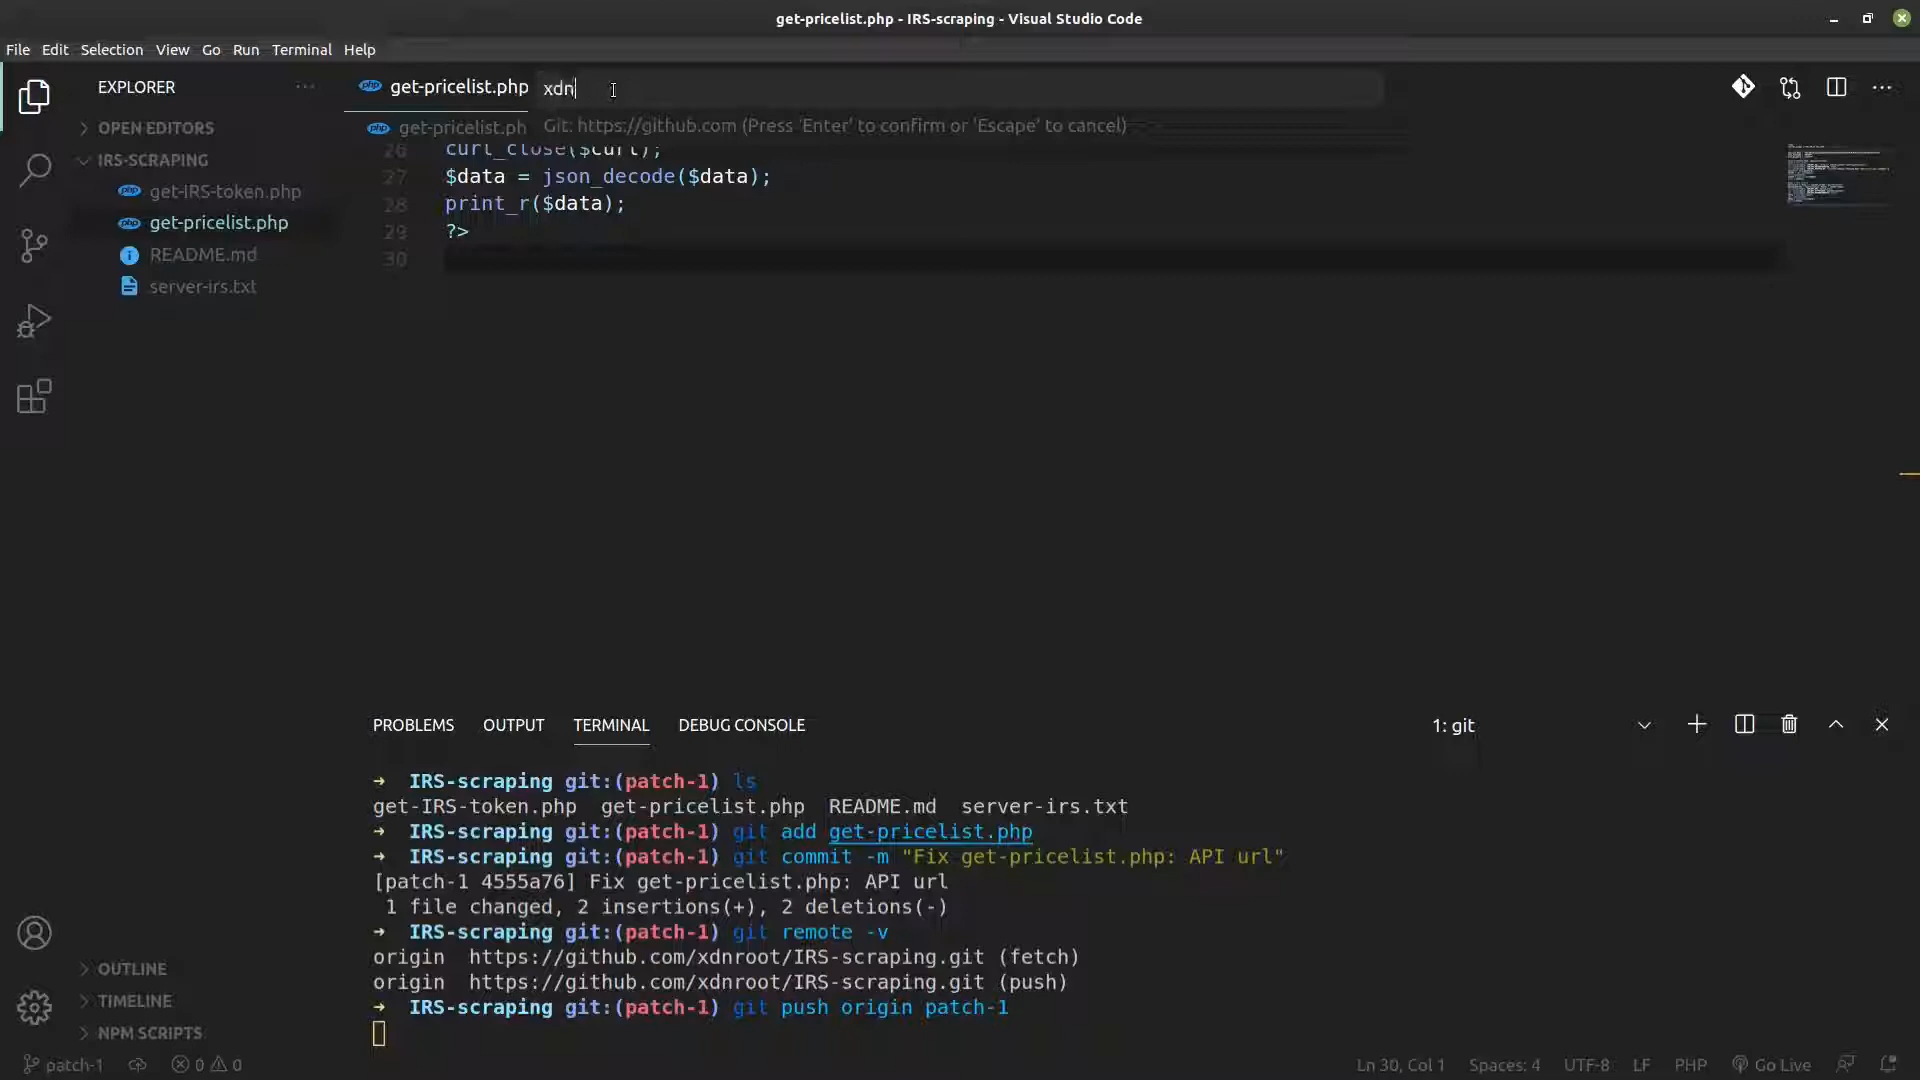 get-pricelist.php - IRS-scraping - Visual Studio Code
File Edit Selection View Go Run Terminal Help
EXPLORER
OPEN EDITORS
IRS-SCRAPING
get-IRS-token.php
get-pricelist.php
README.md
server-irs.txt
get-pricelist.php
xdn
get-pricelist.ph
Git: https://github.com (Press 'Enter' to confirm or 'Escape' to cancel)
26 curl_close($curl);
27 $data = json_decode($data);
28 print_r($data);
29 ?>
30
PROBLEMS OUTPUT TERMINAL DEBUG CONSOLE 1: git
➜ IRS-scraping git:(patch-1) ls
get-IRS-token.php get-pricelist.php README.md server-irs.txt
➜ IRS-scraping git:(patch-1) git add get-pricelist.php
➜ IRS-scraping git:(patch-1) git commit -m "Fix get-pricelist.php: API url"
[patch-1 4555a76] Fix get-pricelist.php: API url
1 file changed, 2 insertions(+), 2 deletions(-)
➜ IRS-scraping git:(patch-1) git remote -v
origin https://github.com/xdnroot/IRS-scraping.git (fetch)
origin https://github.com/xdnroot/IRS-scraping.git (push)
➜ IRS-scraping git:(patch-1) git push origin patch-1
OUTLINE
TIMELINE
NPM SCRIPTS
patch-1 0 0 Ln 30, Col 1 Spaces: 4 UTF-8 LF PHP Go Live